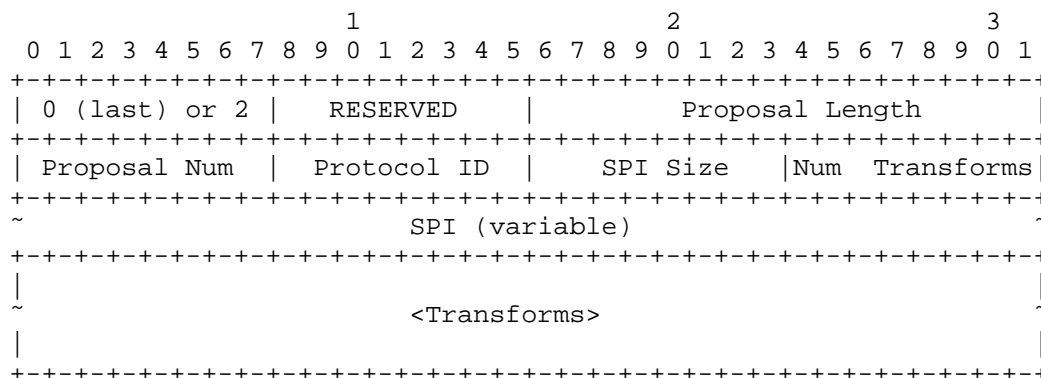 1                   2                   3
 0 1 2 3 4 5 6 7 8 9 0 1 2 3 4 5 6 7 8 9 0 1 2 3 4 5 6 7 8 9 0 1
+-+-+-+-+-+-+-+-+-+-+-+-+-+-+-+-+-+-+-+-+-+-+-+-+-+-+-+-+-+-+-+-+
| 0 (last) or 2 |   RESERVED    |         Proposal Length       |
+-+-+-+-+-+-+-+-+-+-+-+-+-+-+-+-+-+-+-+-+-+-+-+-+-+-+-+-+-+-+-+-+
| Proposal Num  |  Protocol ID  |    SPI Size   |Num  Transforms|
+-+-+-+-+-+-+-+-+-+-+-+-+-+-+-+-+-+-+-+-+-+-+-+-+-+-+-+-+-+-+-+-+
~                        SPI (variable)                         ~
+-+-+-+-+-+-+-+-+-+-+-+-+-+-+-+-+-+-+-+-+-+-+-+-+-+-+-+-+-+-+-+-+
|                                                               |
~                        <Transforms>                           ~
|                                                               |
+-+-+-+-+-+-+-+-+-+-+-+-+-+-+-+-+-+-+-+-+-+-+-+-+-+-+-+-+-+-+-+-+